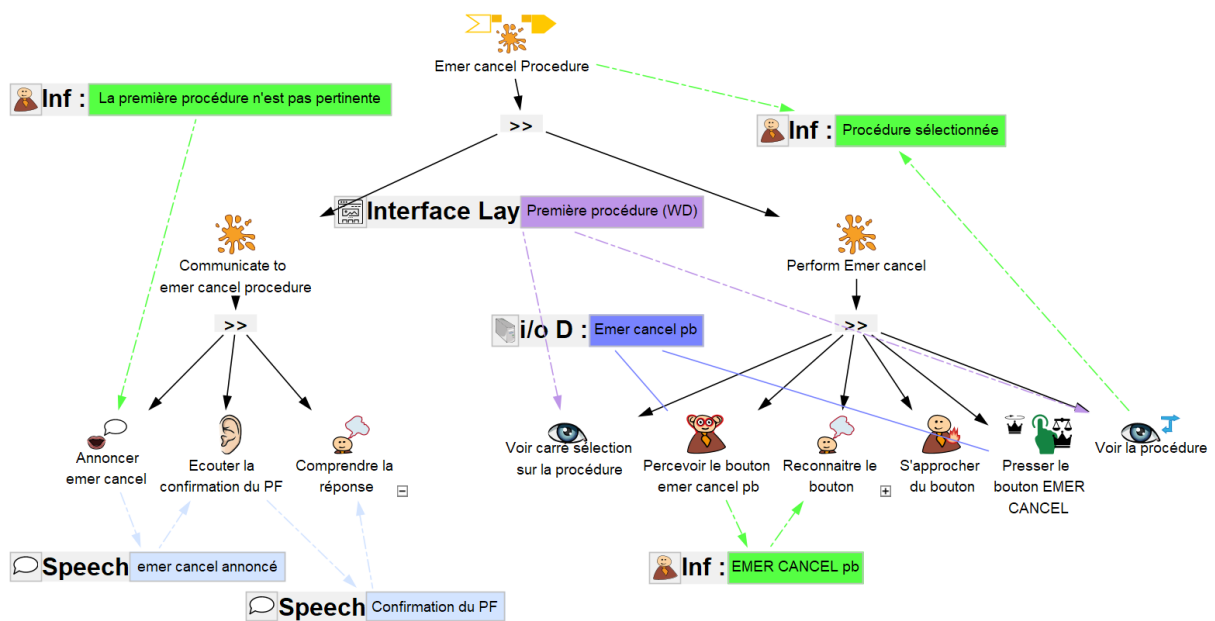 Emer cancel Procedure
Inf : La première procédure n'est pas pertinente
>>
Inf : Procédure sélectionnée
Interface Lay Première procédure (WD)
Communicate to
emer cancel procedure
Perform Emer cancel
>>
i/o D : Emer cancel pb
>>
Annoncer
emer cancel
Ecouter la
confirmation du PF
Comprendre la
réponse
Voir carré sélection
sur la procédure
Percevoir le bouton
emer cancel pb
Reconnaitre le
bouton
S'approcher
du bouton
Presser le
bouton EMER
CANCEL
Voir la procédure
Speech emer cancel annoncé
Inf : EMER CANCEL pb
Speech Confirmation du PF